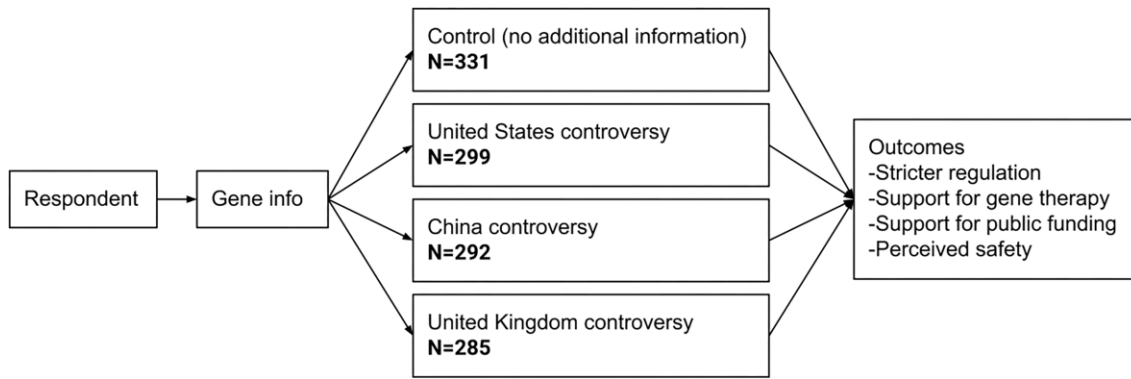 Respondent
Gene info
Control (no additional information)
N=331
United States controversy
N=299
China controversy
N=292
United Kingdom controversy
N=285
Outcomes
-Stricter regulation
-Support for gene therapy
-Support for public funding
-Perceived safety